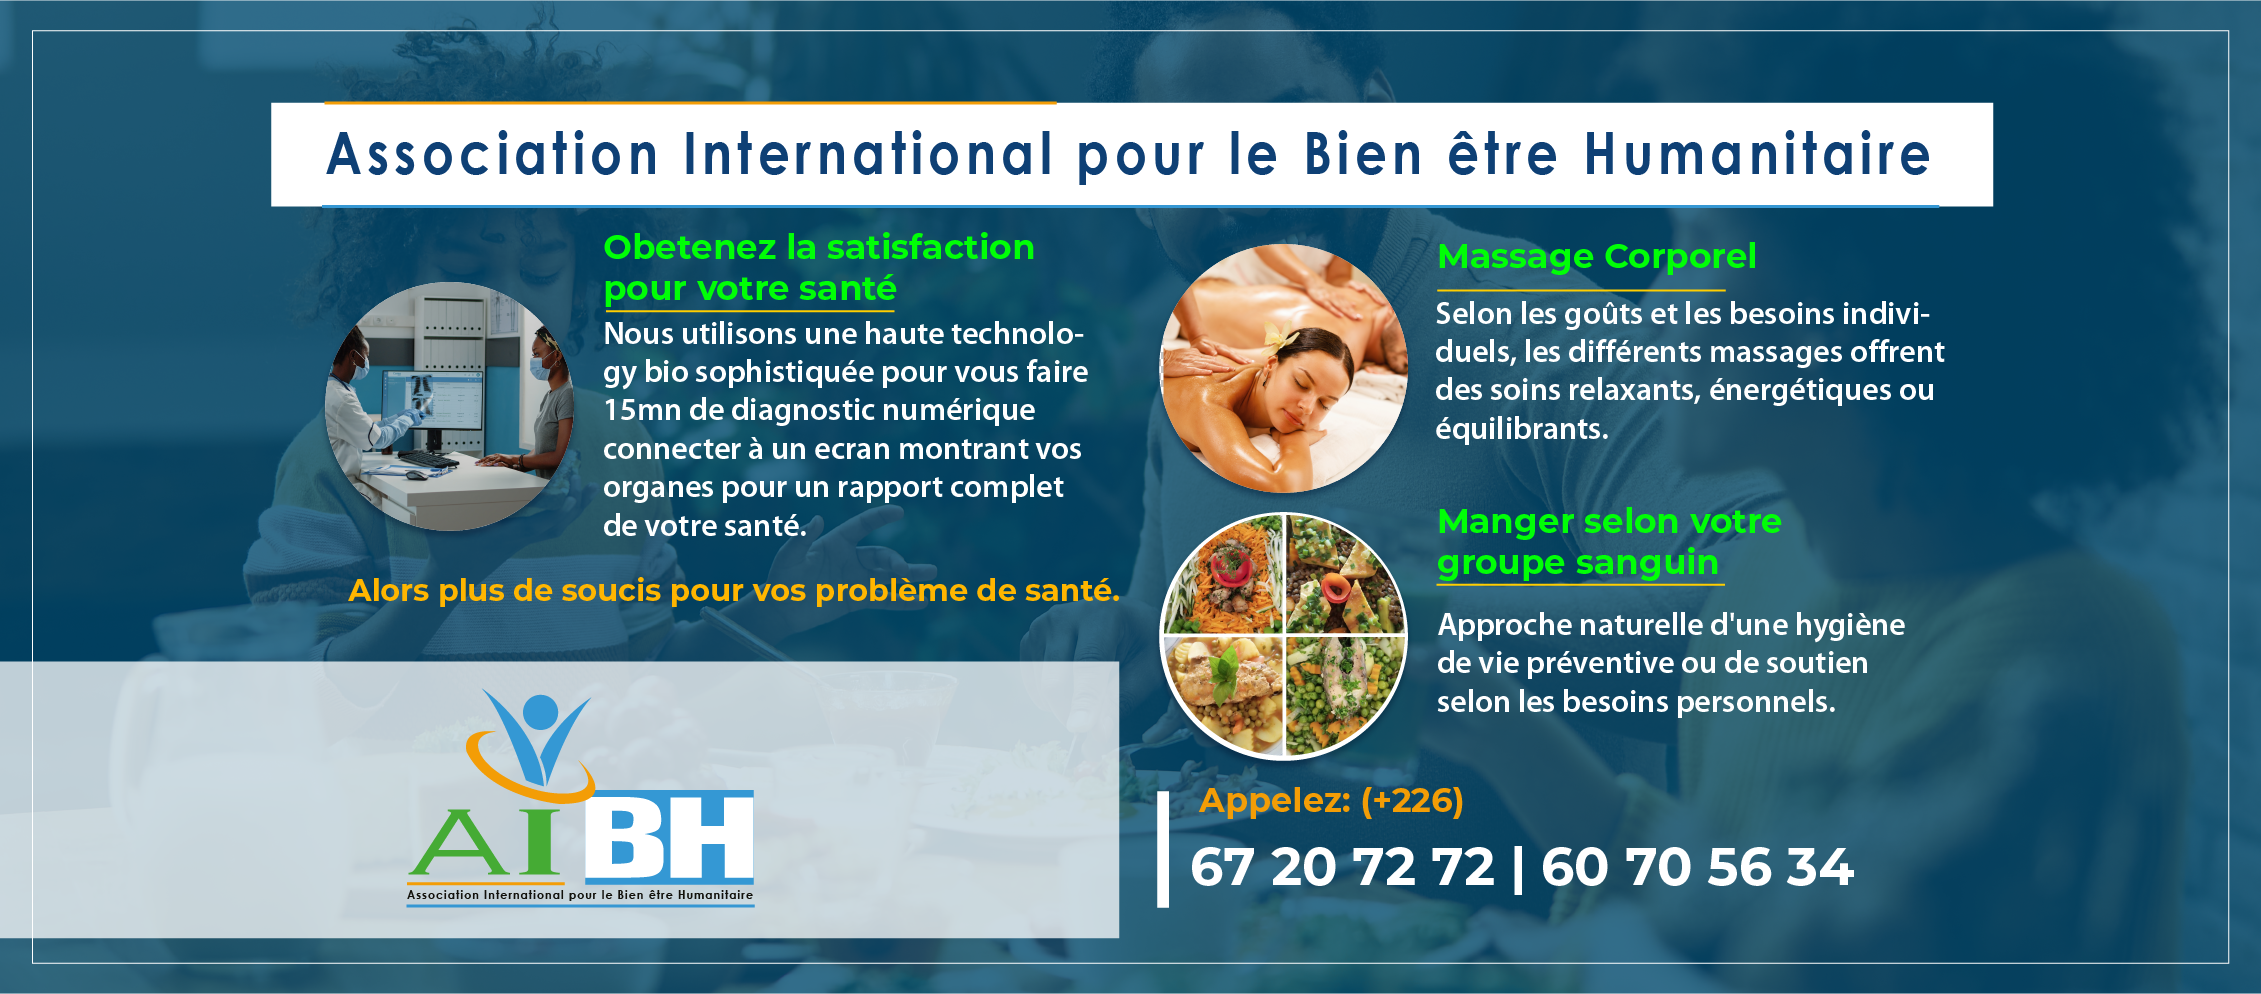 Association International pour le Bien être Humanitaire
Obetenez la satisfaction
pour votre santé
Nous utilisons une haute technolo-
gy bio sophistiquée pour vous faire
15mn de diagnostic numérique
connecter à un ecran montrant vos
organes pour un rapport complet
de votre santé.
Alors plus de soucis pour vos problème de santé.
AIBH
Association International pour le Bien être Humanitaire
Massage Corporel
Selon les goûts et les besoins indivi-
duels, les différents massages offrent
des soins relaxants, énergétiques ou
équilibrants.
Manger selon votre
groupe sanguin
Approche naturelle d'une hygiène
de vie préventive ou de soutien
selon les besoins personnels.
Appelez: (+226)
67 20 72 72 | 60 70 56 34